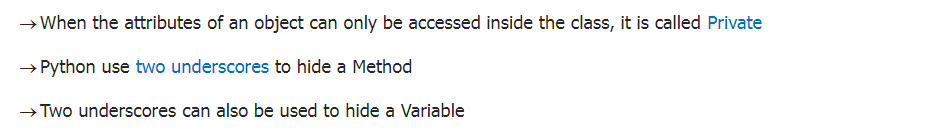 →When the attributes of an object can only be accessed inside the class, it is called Private
→Python use two underscores to hide a Method
→Two underscores can also be used to hide a Variable